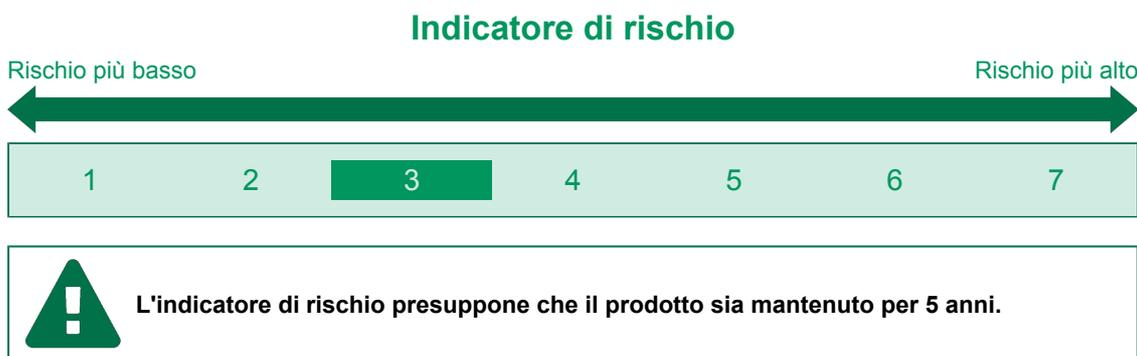 Indicatore di rischio
Rischio più basso Rischio più alto
1 2 3 4 5 6 7
L'indicatore di rischio presuppone che il prodotto sia mantenuto per 5 anni.